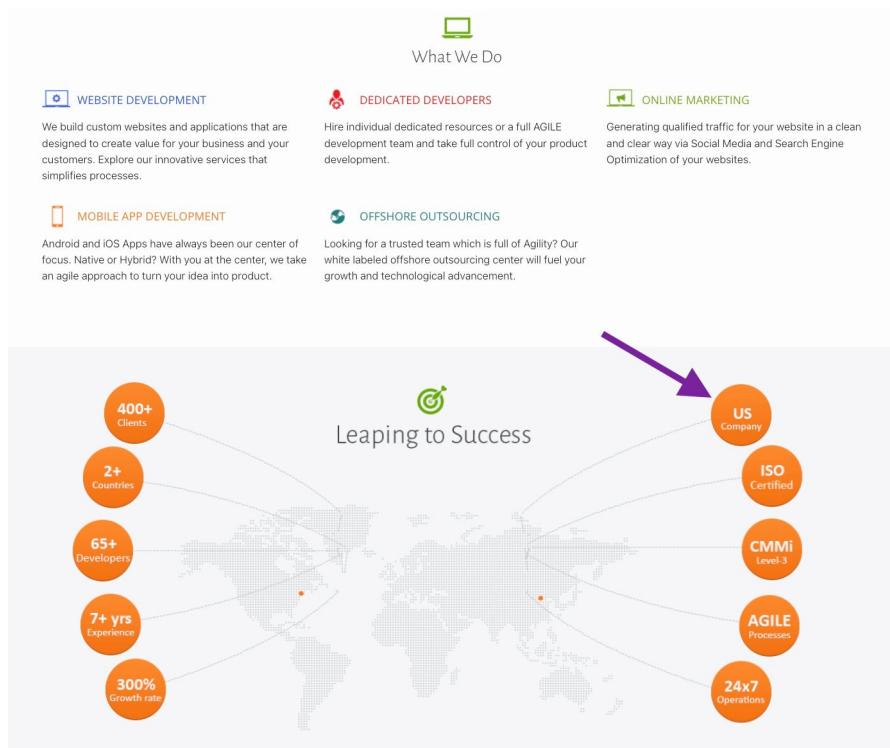 What We Do
WEBSITE DEVELOPMENT
We build custom websites and applications that are
designed to create value for your business and your
customers. Explore our innovative services that
simplifies processes.
DEDICATED DEVELOPERS
Hire individual dedicated resources or a full AGILE
development team and take full control of your product
development.
ONLINE MARKETING
Generating qualified traffic for your website in a clean
and clear way via Social Media and Search Engine
Optimization of your websites.
MOBILE APP DEVELOPMENT
Android and iOS Apps have always been our center of
focus. Native or Hybrid? With you at the center, we take
an agile approach to turn your idea into product.
OFFSHORE OUTSOURCING
Looking for a trusted team which is full of Agility? Our
white labeled offshore outsourcing center will fuel your
growth and technological advancement.
Leaping to Success
400+
Clients
2+
Countries
65+
Developers
7+ yrs
Experience
300%
Growth rate
US
Company
ISO
Certified
CMMi
Level-3
AGILE
Processes
24x7
Operations